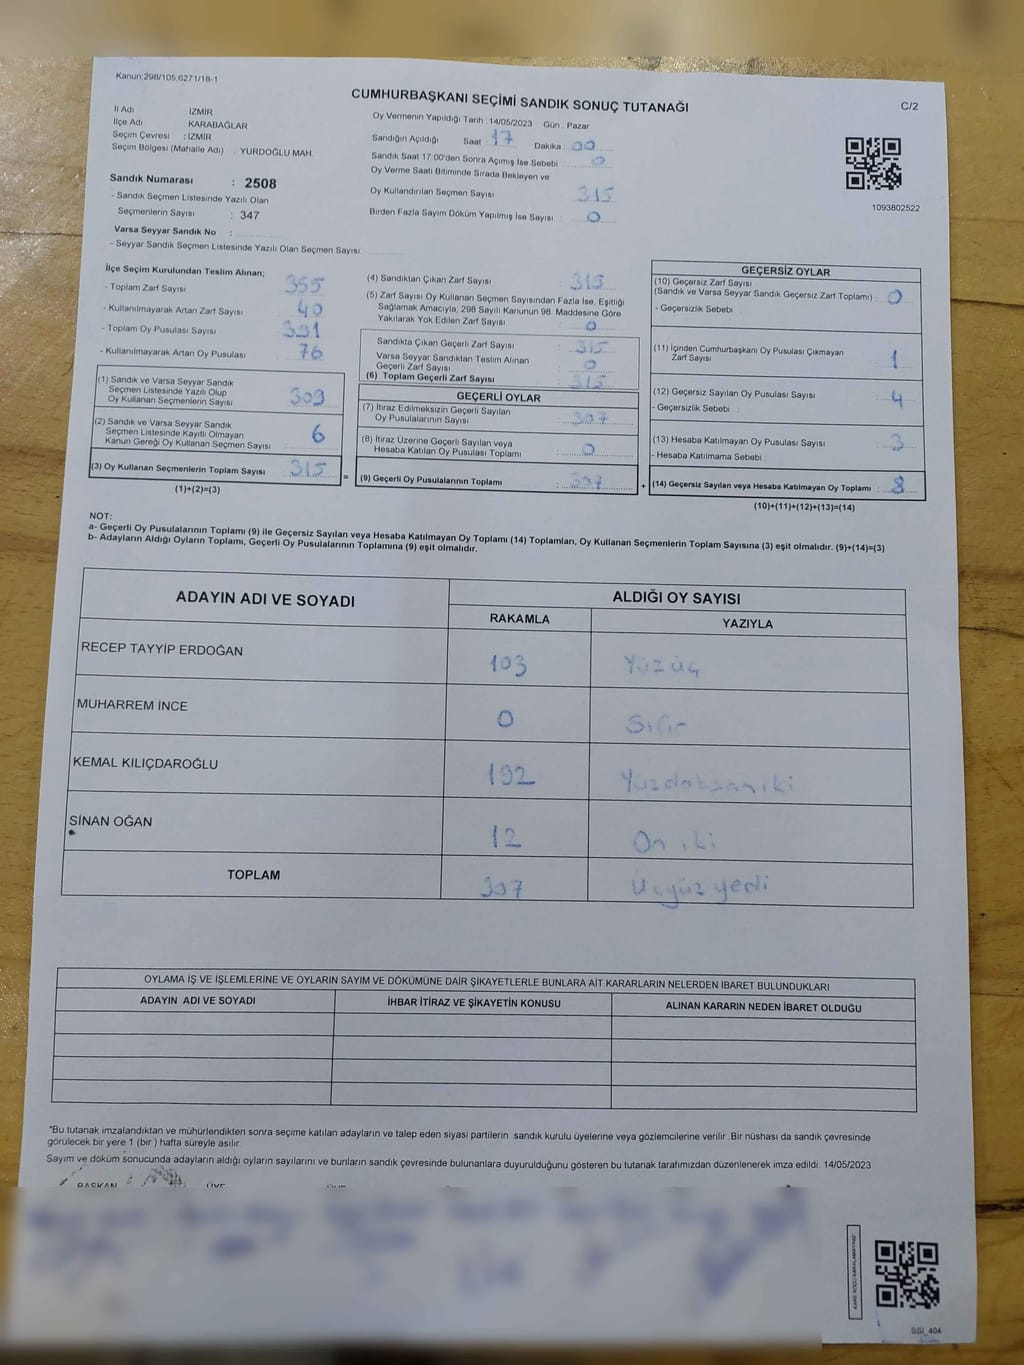 Kanun;298/105,6271/18-1
CUMHURBAŞKANI SEÇİMİ SANDIK SONUÇ TUTANAĞI
C/2
İl Adı İZMİR
İlçe Adı KARABAĞLAR
Seçim Çevresi : İZMİR
Seçim Bölgesi (Mahalle Adı) : YURDOĞLU MAH.
Sandık Numarası : 2508
- Sandık Seçmen Listesinde Yazılı Olan
Seçmenlerin Sayısı : 347
Varsa Seyyar Sandık No :
- Seyyar Sandık Seçmen Listesinde Yazılı Olan Seçmen Sayısı
Oy Vermenin Yapıldığı Tarih : 14/05/2023 Gün : Pazar
Sandığın Açıldığı Saat : 17 Dakika : 00
Sandık Saat 17:00'den Sonra Açımış İse Sebebi : 0
Oy Verme Saati Bitiminde Sırada Bekleyen ve
Oy Kullandırılan Seçmen Sayısı : 315
Birden Fazla Sayım Döküm Yapılmış İse Sayısı : 0
1093802522
İlçe Seçim Kurulundan Teslim Alınan;
- Toplam Zarf Sayısı : 355
- Kullanılmayarak Artan Zarf Sayısı : 40
- Toplam Oy Pusulası Sayısı : 391
- Kullanılmayarak Artan Oy Pusulası : 76
(1) Sandık ve Varsa Seyyar Sandık
Seçmen Listesinde Yazılı Olup
Oy Kullanan Seçmenlerin Sayısı : 309
(2) Sandık ve Varsa Seyyar Sandık
Seçmen Listesinde Kayıtlı Olmayan
Kanun Gereği Oy Kullanan Seçmen Sayısı : 6
(3) Oy Kullanan Seçmenlerin Toplam Sayısı : 315
(1)+(2)=(3)
=
(4) Sandıktan Çıkan Zarf Sayısı : 315
(5) Zarf Sayısı Oy Kullanan Seçmen Sayısından Fazla İse, Eşitliği
Sağlamak Amacıyla, 298 Sayılı Kanunun 98. Maddesine Göre
Yakılarak Yok Edilen Zarf Sayısı : 0
Sandıkta Çıkan Geçerli Zarf Sayısı : 315
Varsa Seyyar Sandıktan Teslim Alınan
Geçerli Zarf Sayısı : 0
(6) Toplam Geçerli Zarf Sayısı : 315
GEÇERLİ OYLAR
(7) İtiraz Edilmeksizin Geçerli Sayılan
Oy Pusulalarının Sayısı : 307
(8) İtiraz Üzerine Geçerli Sayılan veya
Hesaba Katılan Oy Pusulası Toplamı : 0
(9) Geçerli Oy Pusulalarının Toplamı : 307
+
GEÇERSİZ OYLAR
(10) Geçersiz Zarf Sayısı
(Sandık ve Varsa Seyyar Sandık Geçersiz Zarf Toplamı) : 0
- Geçersizlik Sebebi :
(11) İçinden Cumhurbaşkanı Oy Pusulası Çıkmayan
Zarf Sayısı : 1
(12) Geçersiz Sayılan Oy Pusulası Sayısı : 4
- Geçersizlik Sebebi :
(13) Hesaba Katılmayan Oy Pusulası Sayısı : 3
- Hesaba Katılmama Sebebi :
(14) Geçersiz Sayılan veya Hesaba Katılmayan Oy Toplamı : 8
(10)+(11)+(12)+(13)=(14)
NOT:
a- Geçerli Oy Pusulalarının Toplamı (9) ile Geçersiz Sayılan veya Hesaba Katılmayan Oy Toplamı (14) Toplamları, Oy Kullanan Seçmenlerin Toplam Sayısına (3) eşit olmalıdır. (9)+(14)=(3)
b- Adayların Aldığı Oyların Toplamı, Geçerli Oy Pusulalarının Toplamına (9) eşit olmalıdır.
ADAYIN ADI VE SOYADI ALDIĞI OY SAYISI
RAKAMLA YAZIYLA
RECEP TAYYİP ERDOĞAN 103 Yüzüç
MUHARREM İNCE 0 Sıfır
KEMAL KILIÇDAROĞLU 192 Yüzdoksaniki
SİNAN OĞAN 12 On iki
TOPLAM 307 Üçyüz yedi
OYLAMA İŞ VE İŞLEMLERİNE VE OYLARIN SAYIM VE DÖKÜMÜNE DAİR ŞİKAYETLERLE BUNLARA AİT KARARLARIN NELERDEN İBARET BULUNDUKLARI
ADAYIN ADI VE SOYADI İHBAR İTİRAZ VE ŞİKAYETİN KONUSU ALINAN KARARIN NEDEN İBARET OLDUĞU
*Bu tutanak imzalandıktan ve mühürlendikten sonra seçime katılan adayların ve talep eden siyasi partilerin sandık kurulu üyelerine veya gözlemcilerine verilir .Bir nüshası da sandık çevresinde
görülecek bir yere 1 (bir ) hafta süreyle asılır.
Sayım ve döküm sonucunda adayların aldığı oyların sayılarını ve bunların sandık çevresinde bulunanlara duyurulduğunu gösteren bu tutanak tarafımızdan düzenlenerek imza edildi. 14/05/2023
BAŞKAN ÜYE
SSI_404